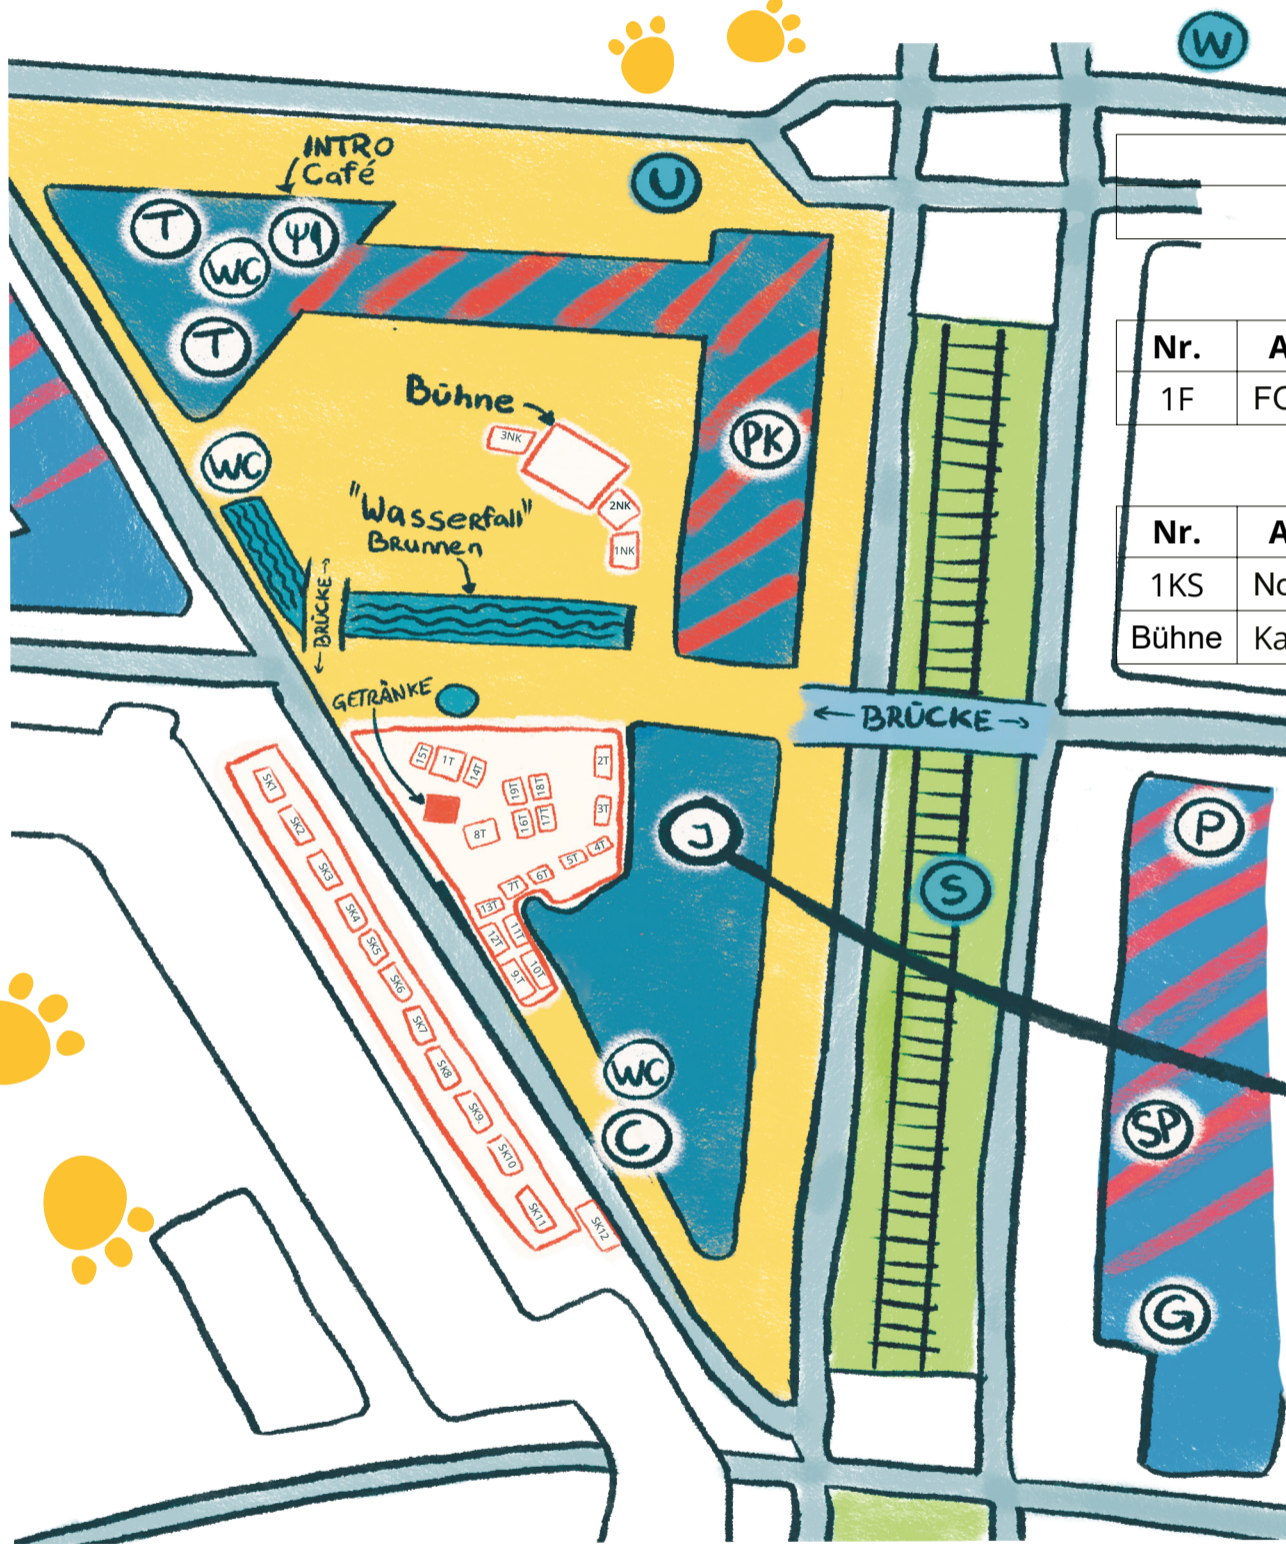 W
INTRO
Café
U
T
Ψ9
WC
T
Nr.
1F
Bühne
3NK
PK
WC
2NK
"Wasserfall"
Brunnen
1NK
Nr.
1KS
Bühne
← BRÜCKE →
GETRÄNKE
← BRÜCKE →
15T
1T
14T
2T
19T
18T
3T
16T
17T
8T
4T
5T
6T
7T
13T
11T
12T
10T
9.T
J
P
S
SK1
SK2
SK3
SK4
SK5
SK6
SK7
SK8
SK9.
SK10
SK11
SK12
WC
C
SP
G